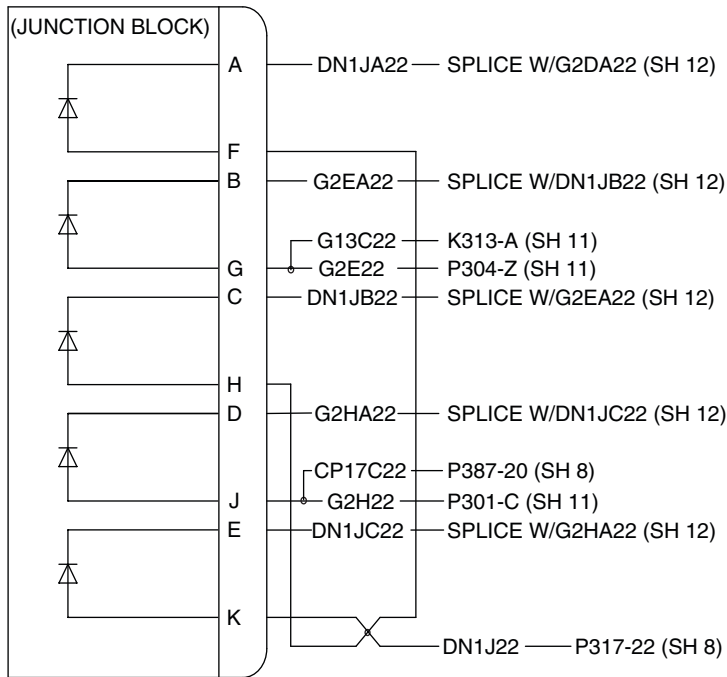 (JUNCTION BLOCK)
A DN1JA22 SPLICE W/G2DA22 (SH 12)
F
B G2EA22 SPLICE W/DN1JB22 (SH 12)
G13C22 K313-A (SH 11)
G G2E22 P304-Z (SH 11)
C DN1JB22 SPLICE W/G2EA22 (SH 12)
H
D G2HA22 SPLICE W/DN1JC22 (SH 12)
CP17C22 P387-20 (SH 8)
J G2H22 P301-C (SH 11)
E DN1JC22 SPLICE W/G2HA22 (SH 12)
K
DN1J22 P317-22 (SH 8)